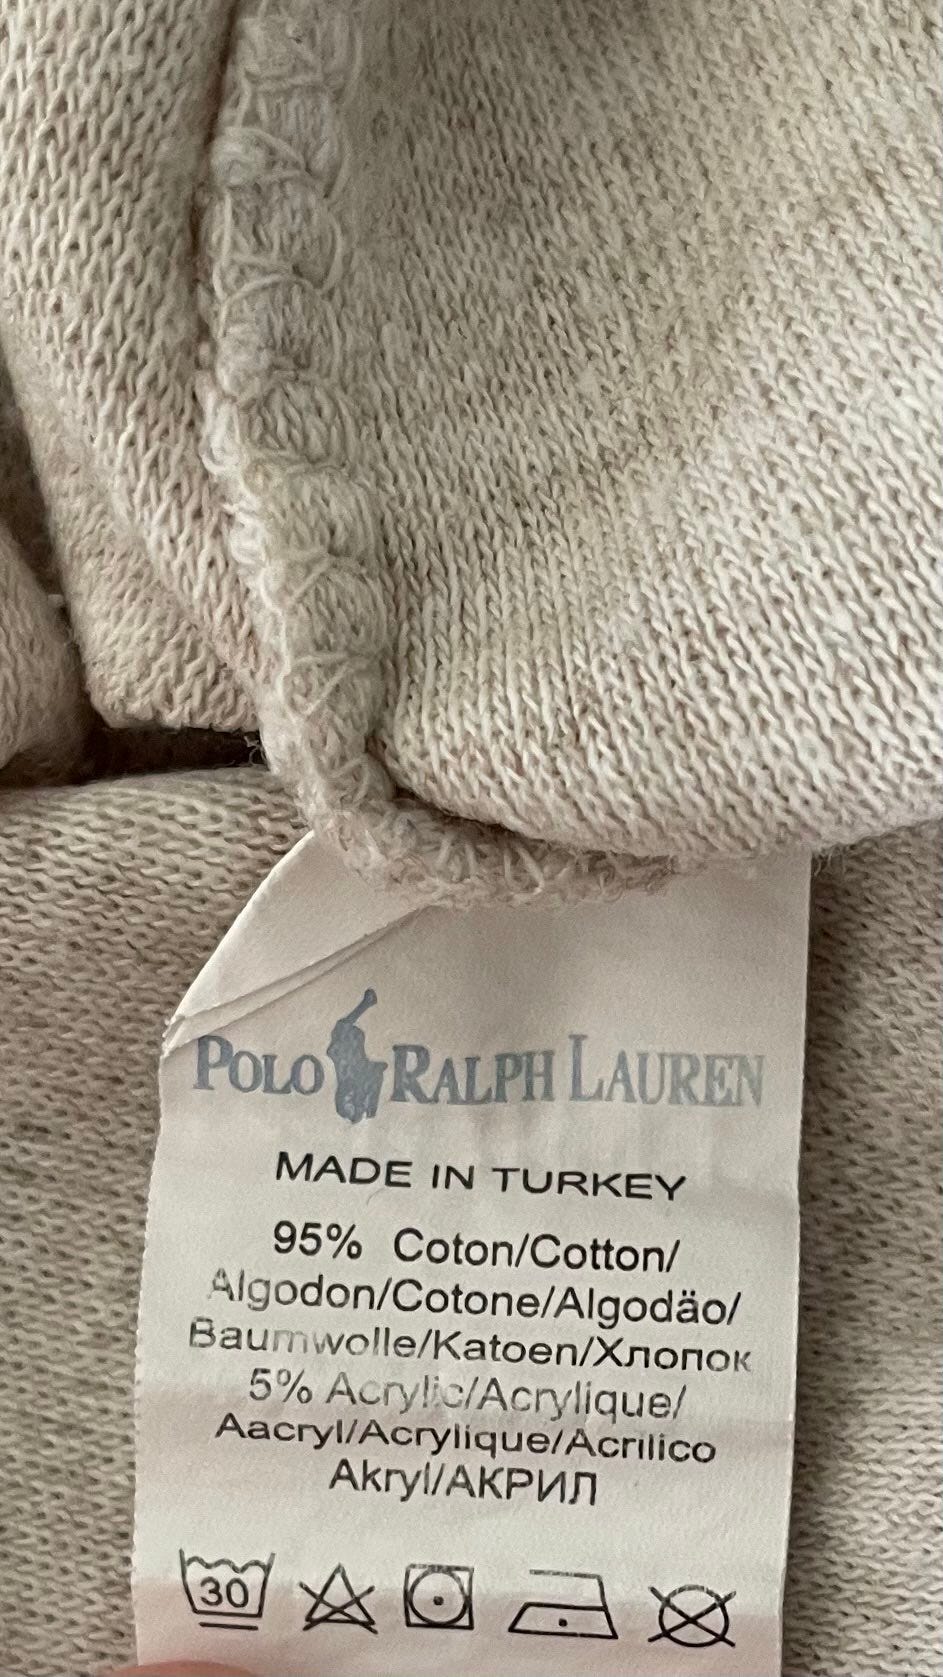 POLO RALPH LAUREN
MADE IN TURKEY
95% Coton/Cotton/
Algodon/Cotone/Algodäo/
Baumwolle/Katoen/Хлопок
5% Acrylic/Acrylique/
Aacryl/Acrylique/Acrilico
Akryl/АКРИЛ
30